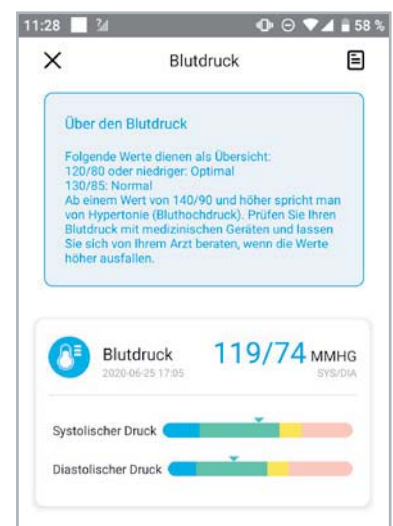 11:28 58 %
Blutdruck
Über den Blutdruck
Folgende Werte dienen als Übersicht:
120/80 oder niedriger: Optimal
130/85: Normal
Ab einem Wert von 140/90 und höher spricht man
von Hypertonie (Bluthochdruck). Prüfen Sie Ihren
Blutdruck mit medizinischen Geräten und lassen
Sie sich von Ihrem Arzt beraten, wenn die Werte
höher ausfallen.
Blutdruck 119/74 MMHG
2020-06-25 17:05 SYS/DIA
Systolischer Druck
Diastolischer Druck